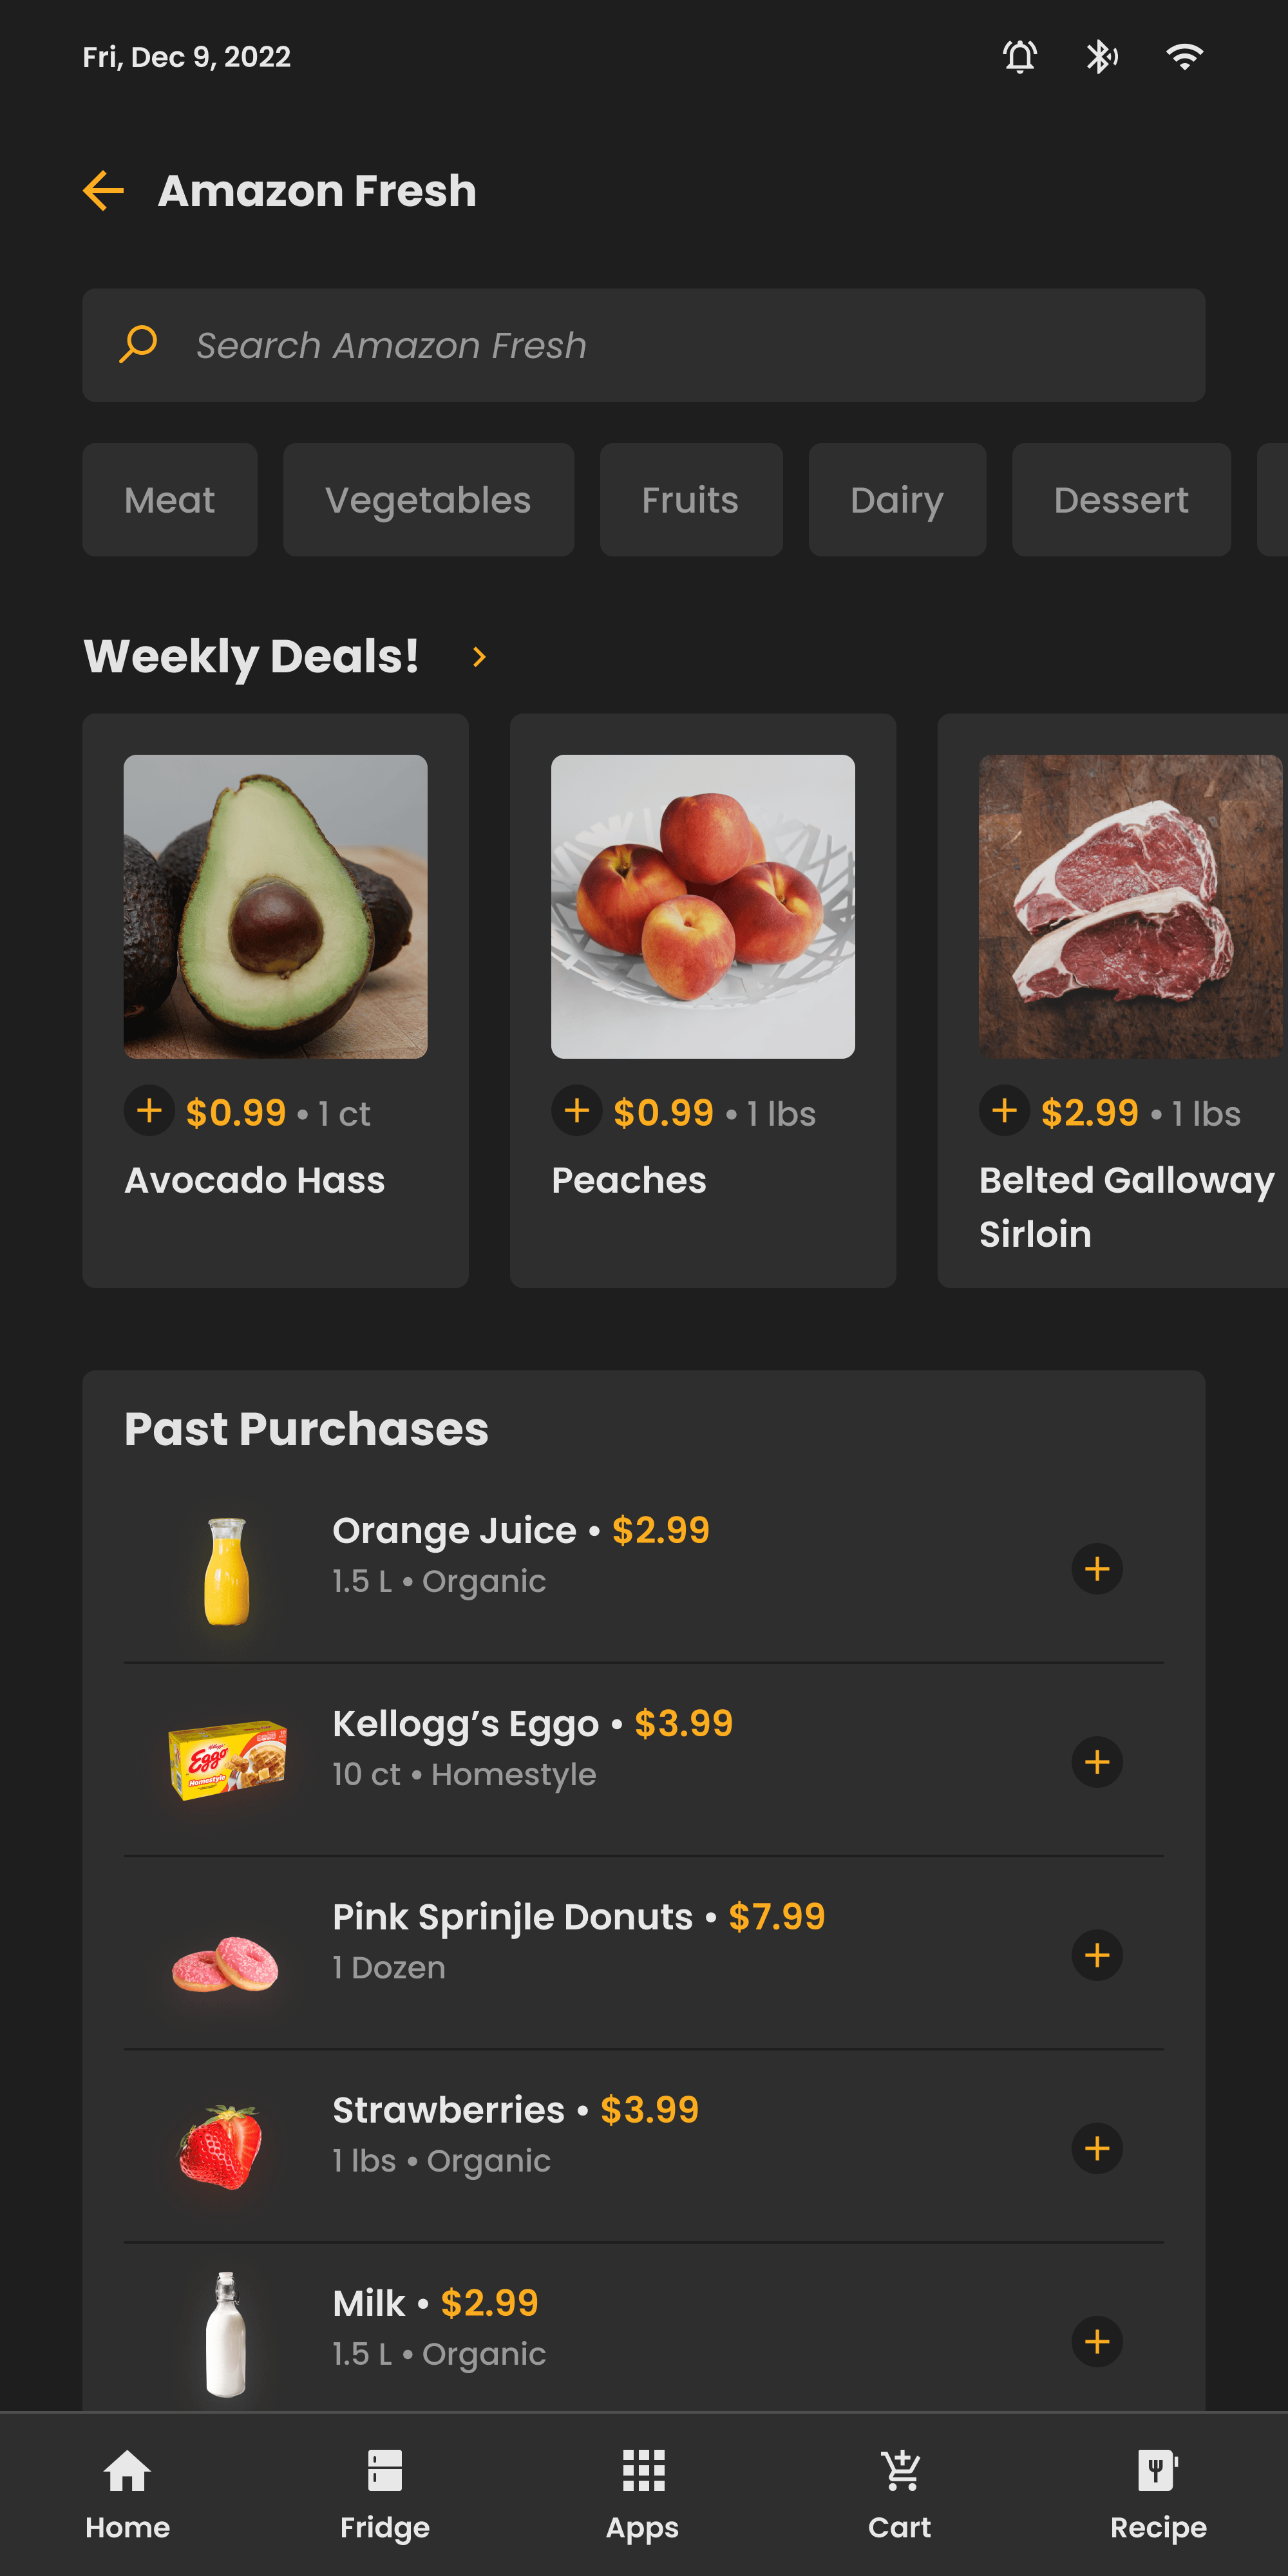 Fri, Dec 9, 2022
Amazon Fresh
Search Amazon Fresh
Meat
Vegetables
Fruits
Dairy
Dessert
Weekly Deals!
$0.99 • 1 ct
Avocado Hass
$0.99 • 1 lbs
Peaches
$2.99 • 1 lbs
Belted Galloway
Sirloin
Past Purchases
Orange Juice • $2.99
1.5 L • Organic
Eggo
Homestyle
Kellogg’s Eggo • $3.99
10 ct • Homestyle
Pink Sprinjle Donuts • $7.99
1 Dozen
Strawberries • $3.99
1 lbs • Organic
Milk • $2.99
1.5 L • Organic
Home
Fridge
Apps
Cart
Recipe